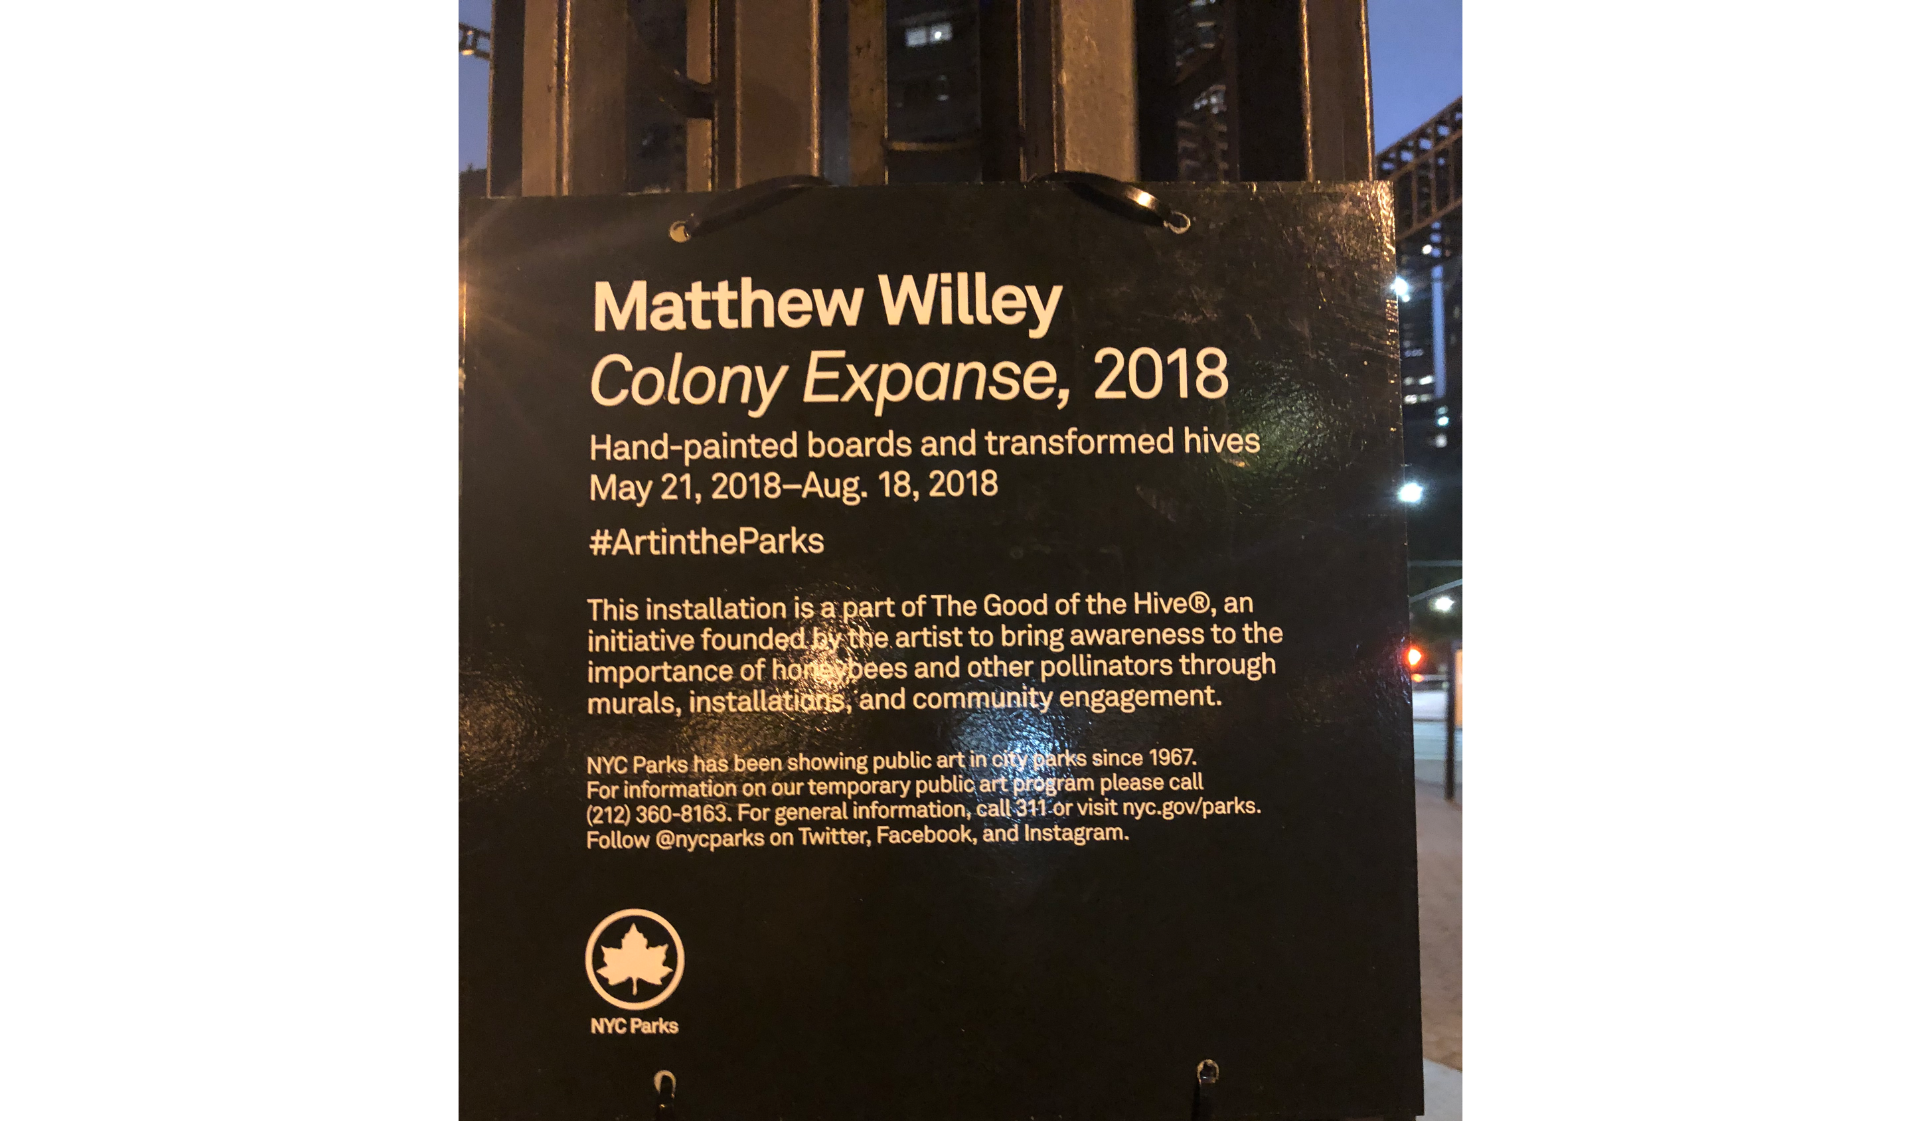 Matthew Willey
Colony Expanse, 2018
Hand-painted boards and transformed hives
May 21, 2018–Aug. 18, 2018
#ArtintheParks
This installation is a part of The Good of the Hive®, an
initiative founded by the artist to bring awareness to the
importance of honeybees and other pollinators through
murals, installations, and community engagement.
NYC Parks has been showing public art in city parks since 1967.
For information on our temporary public art program please call
(212) 360-8163. For general information, call 311 or visit nyc.gov/parks.
Follow @nycparks on Twitter, Facebook, and Instagram.
NYC Parks